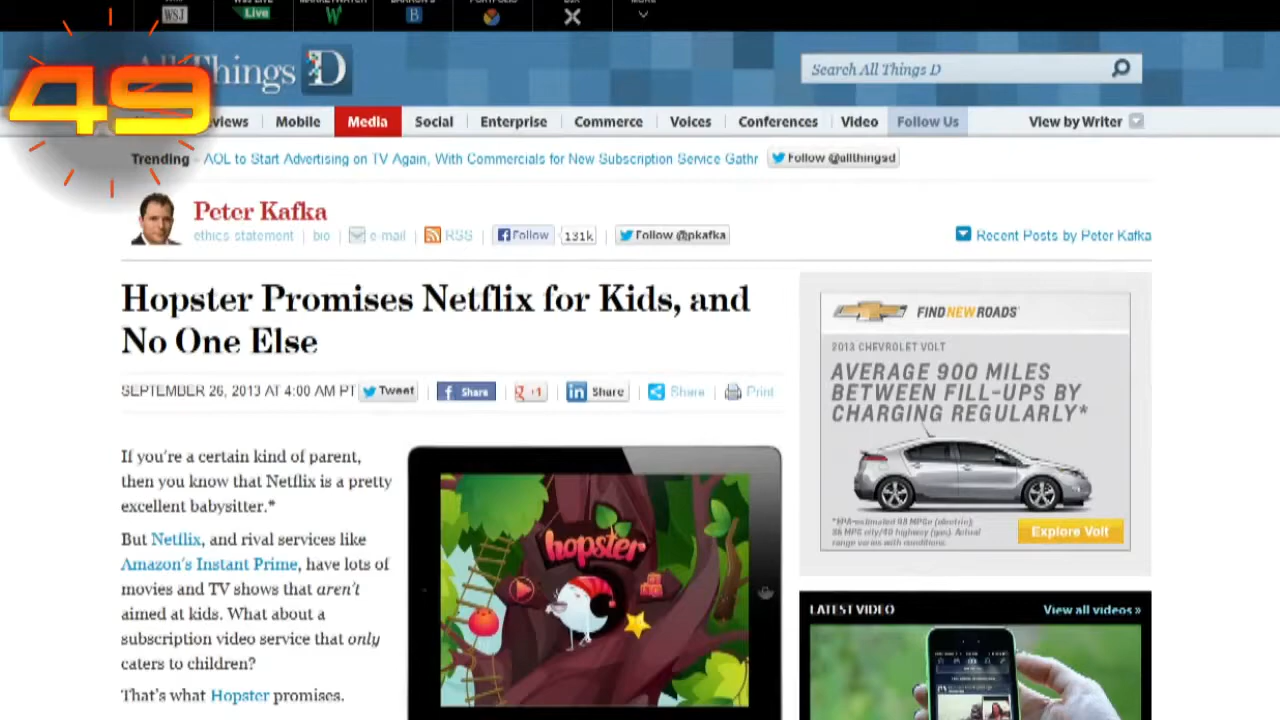 WSJ
Live
MORE
49
All Things D
Search All Things D
Mobile
Media
Social
Enterprise
Commerce
Voices
Conferences
Video
Follow Us
View by Writer
Trending
AOL to Start Advertising on TV Again, With Commercials for New Subscription Service Gathr
Follow @allthingsd
Peter Kafka
ethics statement | bio
e-mail
RSS
Follow
131k
Follow @pkafka
Recent Posts by Peter Kafka
Hopster Promises Netflix for Kids, and
No One Else
SEPTEMBER 26, 2013 AT 4:00 AM PT
Tweet
Share
+1
Share
Share
Print
If you're a certain kind of parent,
then you know that Netflix is a pretty
excellent babysitter.*
But Netflix, and rival services like
Amazon's Instant Prime, have lots of
movies and TV shows that aren't
aimed at kids. What about a
subscription video service that only
caters to children?
That's what Hopster promises.
hopster
FIND NEW ROADS
2013 CHEVROLET VOLT
AVERAGE 900 MILES
BETWEEN FILL-UPS BY
CHARGING REGULARLY*
Explore Volt
LATEST VIDEO
View all videos »